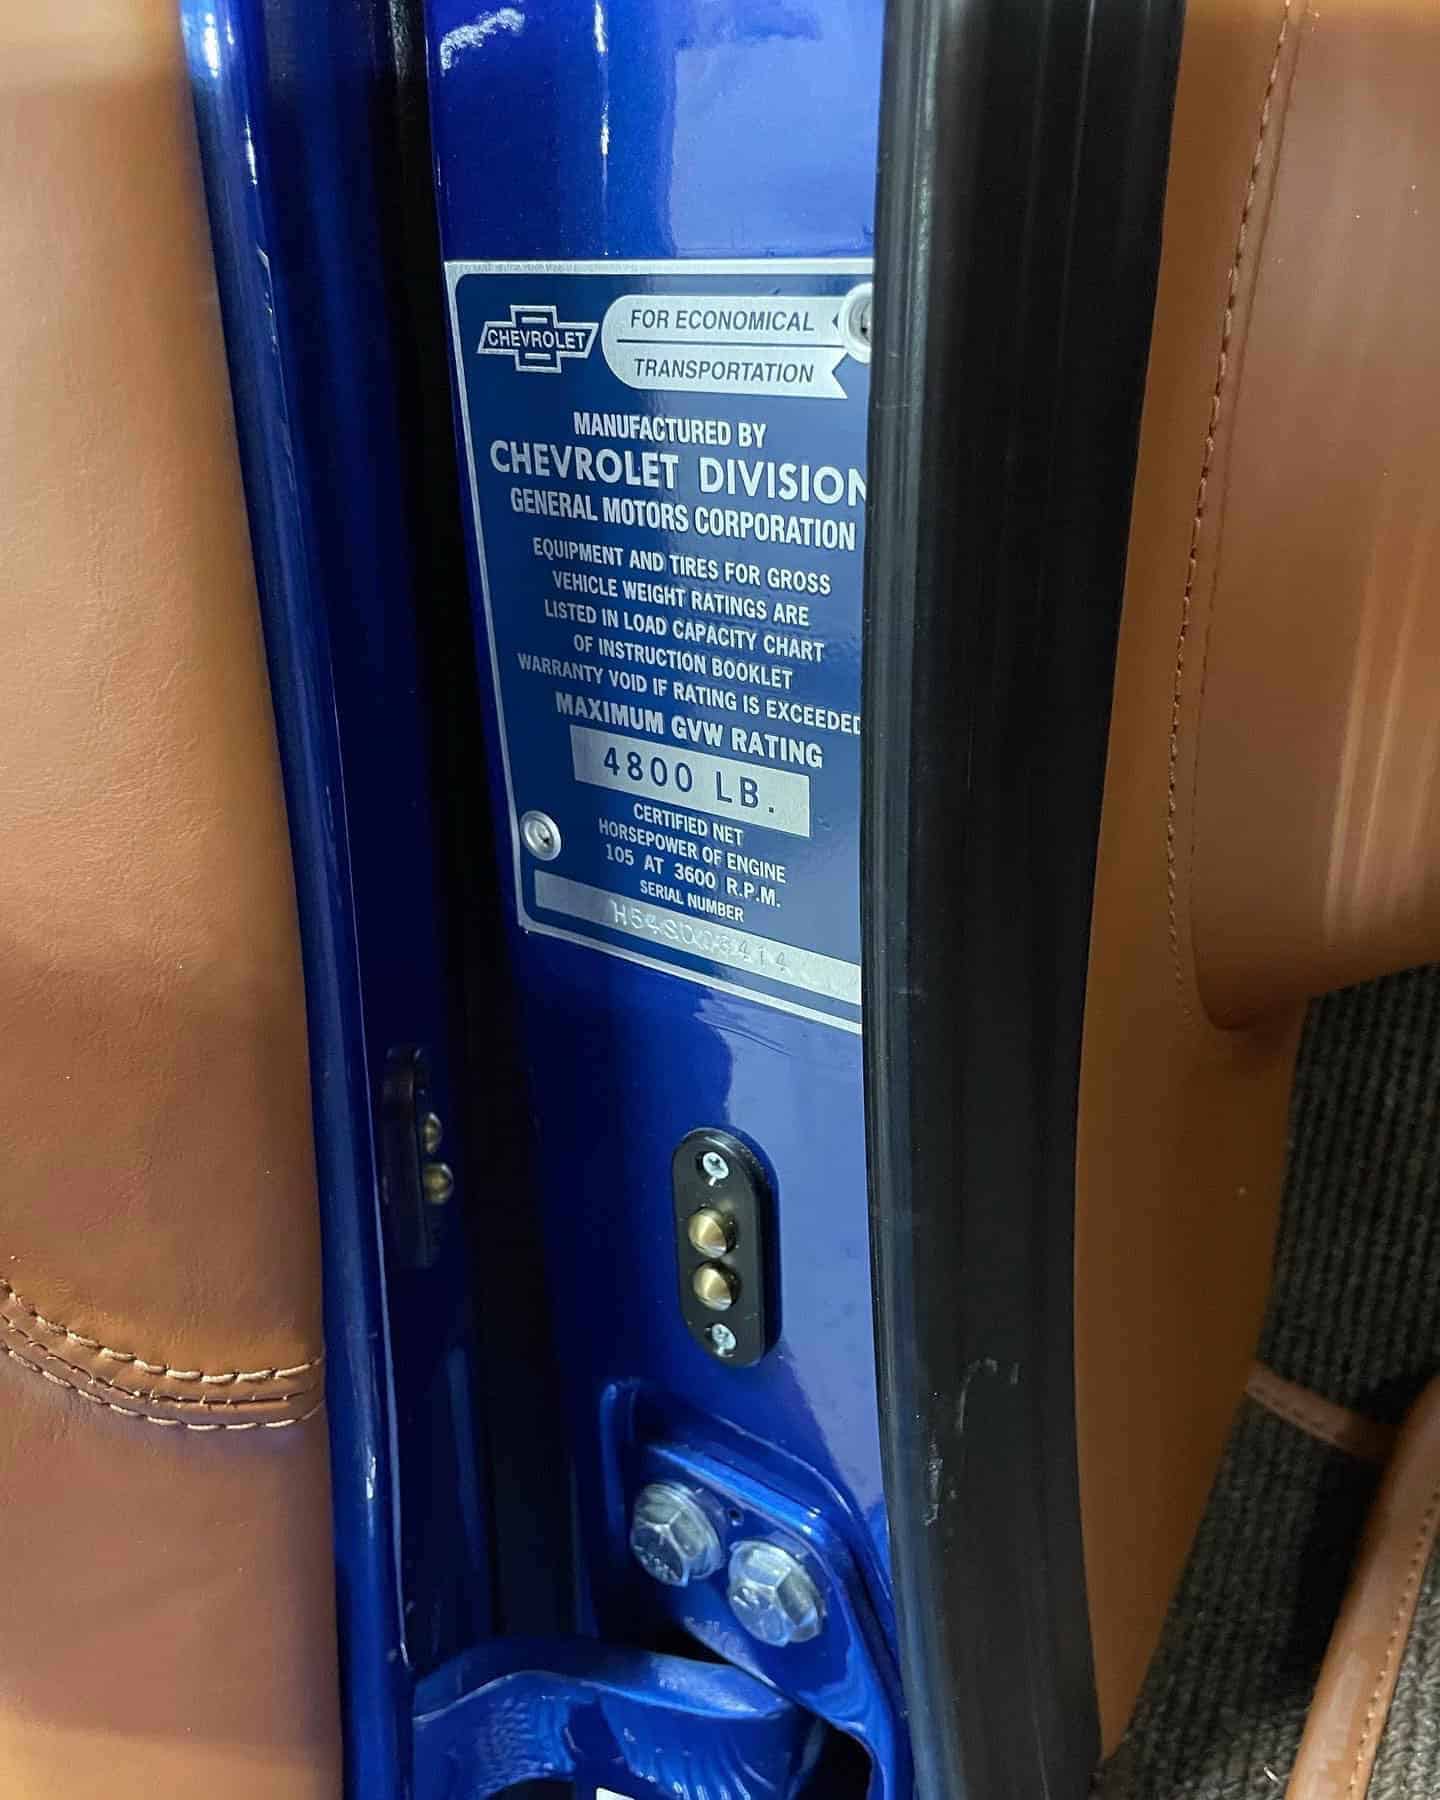 CHEVROLET
FOR ECONOMICAL
TRANSPORTATION
MANUFACTURED BY
CHEVROLET DIVISION
GENERAL MOTORS CORPORATION
EQUIPMENT AND TIRES FOR GROSS
VEHICLE WEIGHT RATINGS ARE
LISTED IN LOAD CAPACITY CHART
OF INSTRUCTION BOOKLET
WARRANTY VOID IF RATING IS EXCEEDED
MAXIMUM GVW RATING
4800 LB.
CERTIFIED NET
HORSEPOWER OF ENGINE
105 AT 3600 R.P.M.
SERIAL NUMBER